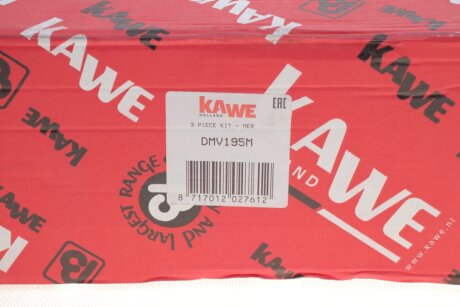 KAWE
KAWE
HOLLAND
EAC
3 PIECE KIT - MER
DMV195M
8 717012 027612
KAWE
LAND
www.kawe.nl
AND LARGEST RANGE
KAWE
KAWE
KAWE